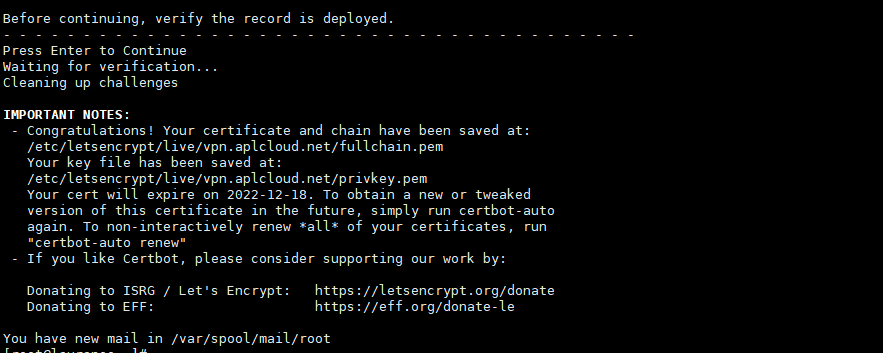 Before continuing, verify the record is deployed.
- - - - - - - - - - - - - - - - - - - - - - - - - - - - - - - - - - - - - - - -
Press Enter to Continue
Waiting for verification...
Cleaning up challenges
IMPORTANT NOTES:
- Congratulations! Your certificate and chain have been saved at:
/etc/letsencrypt/live/vpn.aplcloud.net/fullchain.pem
Your key file has been saved at:
/etc/letsencrypt/live/vpn.aplcloud.net/privkey.pem
Your cert will expire on 2022-12-18. To obtain a new or tweaked
version of this certificate in the future, simply run certbot-auto
again. To non-interactively renew *all* of your certificates, run
"certbot-auto renew"
- If you like Certbot, please consider supporting our work by:
Donating to ISRG / Let's Encrypt: https://letsencrypt.org/donate
Donating to EFF: https://eff.org/donate-le
You have new mail in /var/spool/mail/root